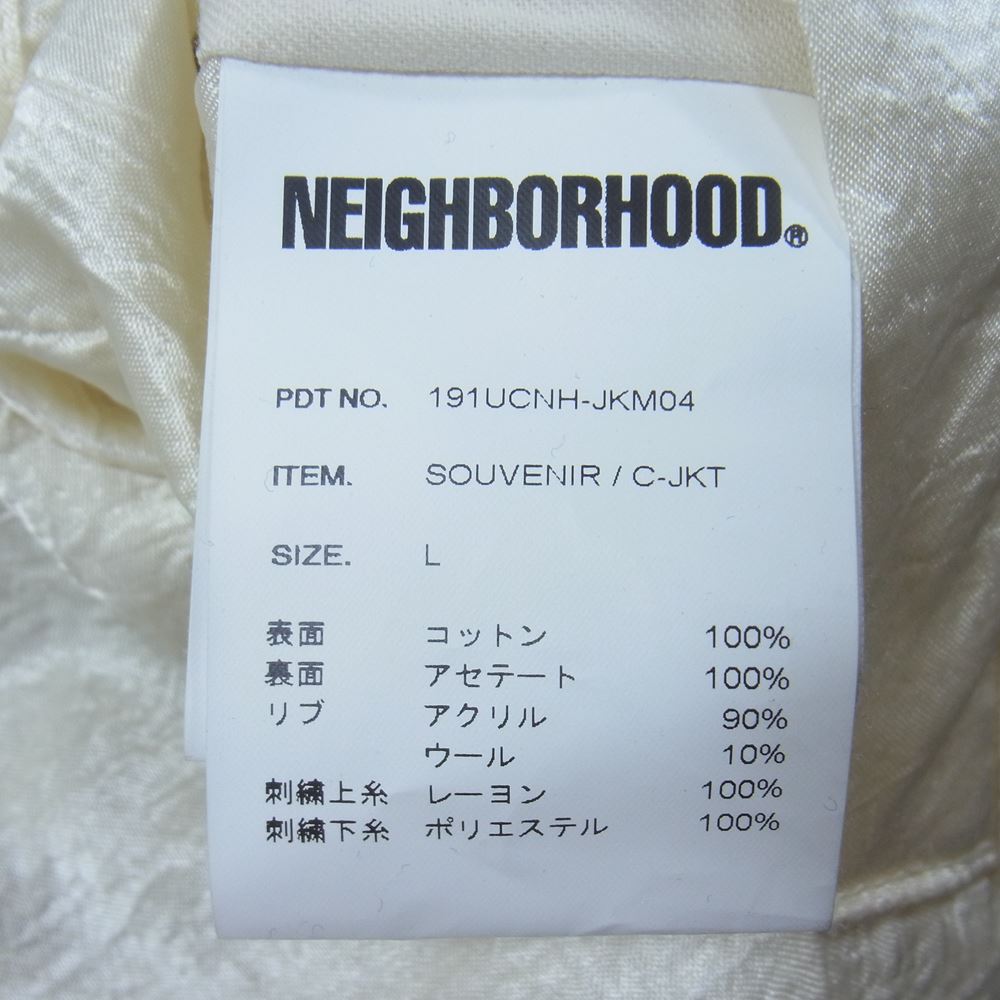 NEIGHBORHOOD®
PDT NO. 191UCNH-JKM04
ITEM. SOUVENIR / C-JKT
SIZE. L
表面 コットン 100%
裏面 アセテート 100%
リブ アクリル 90%
ウール 10%
刺繍上糸 レーヨン 100%
刺繍下糸 ポリエステル 100%